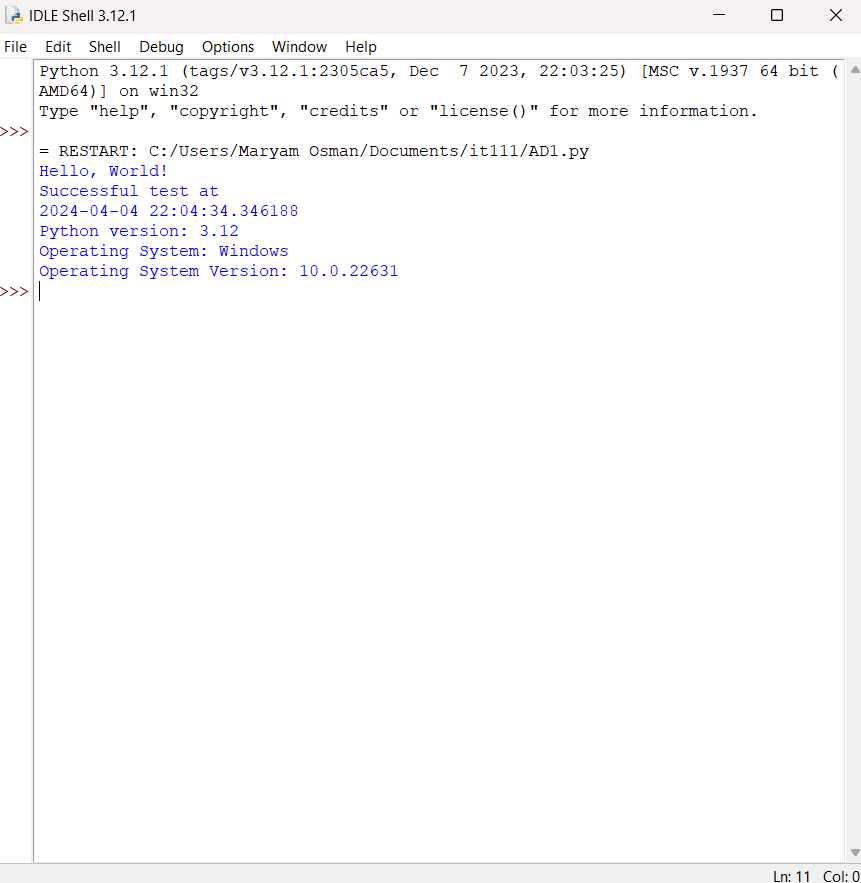 IDLE Shell 3.12.1
File Edit Shell Debug Options Window Help
Python 3.12.1 (tags/v3.12.1:2305ca5, Dec  7 2023, 22:03:25) [MSC v.1937 64 bit (
AMD64)] on win32
Type "help", "copyright", "credits" or "license()" for more information.
>>>
= RESTART: C:/Users/Maryam Osman/Documents/it111/AD1.py
Hello, World!
Successful test at
2024-04-04 22:04:34.346188
Python version: 3.12
Operating System: Windows
Operating System Version: 10.0.22631
>>>
Ln: 11 Col: 0